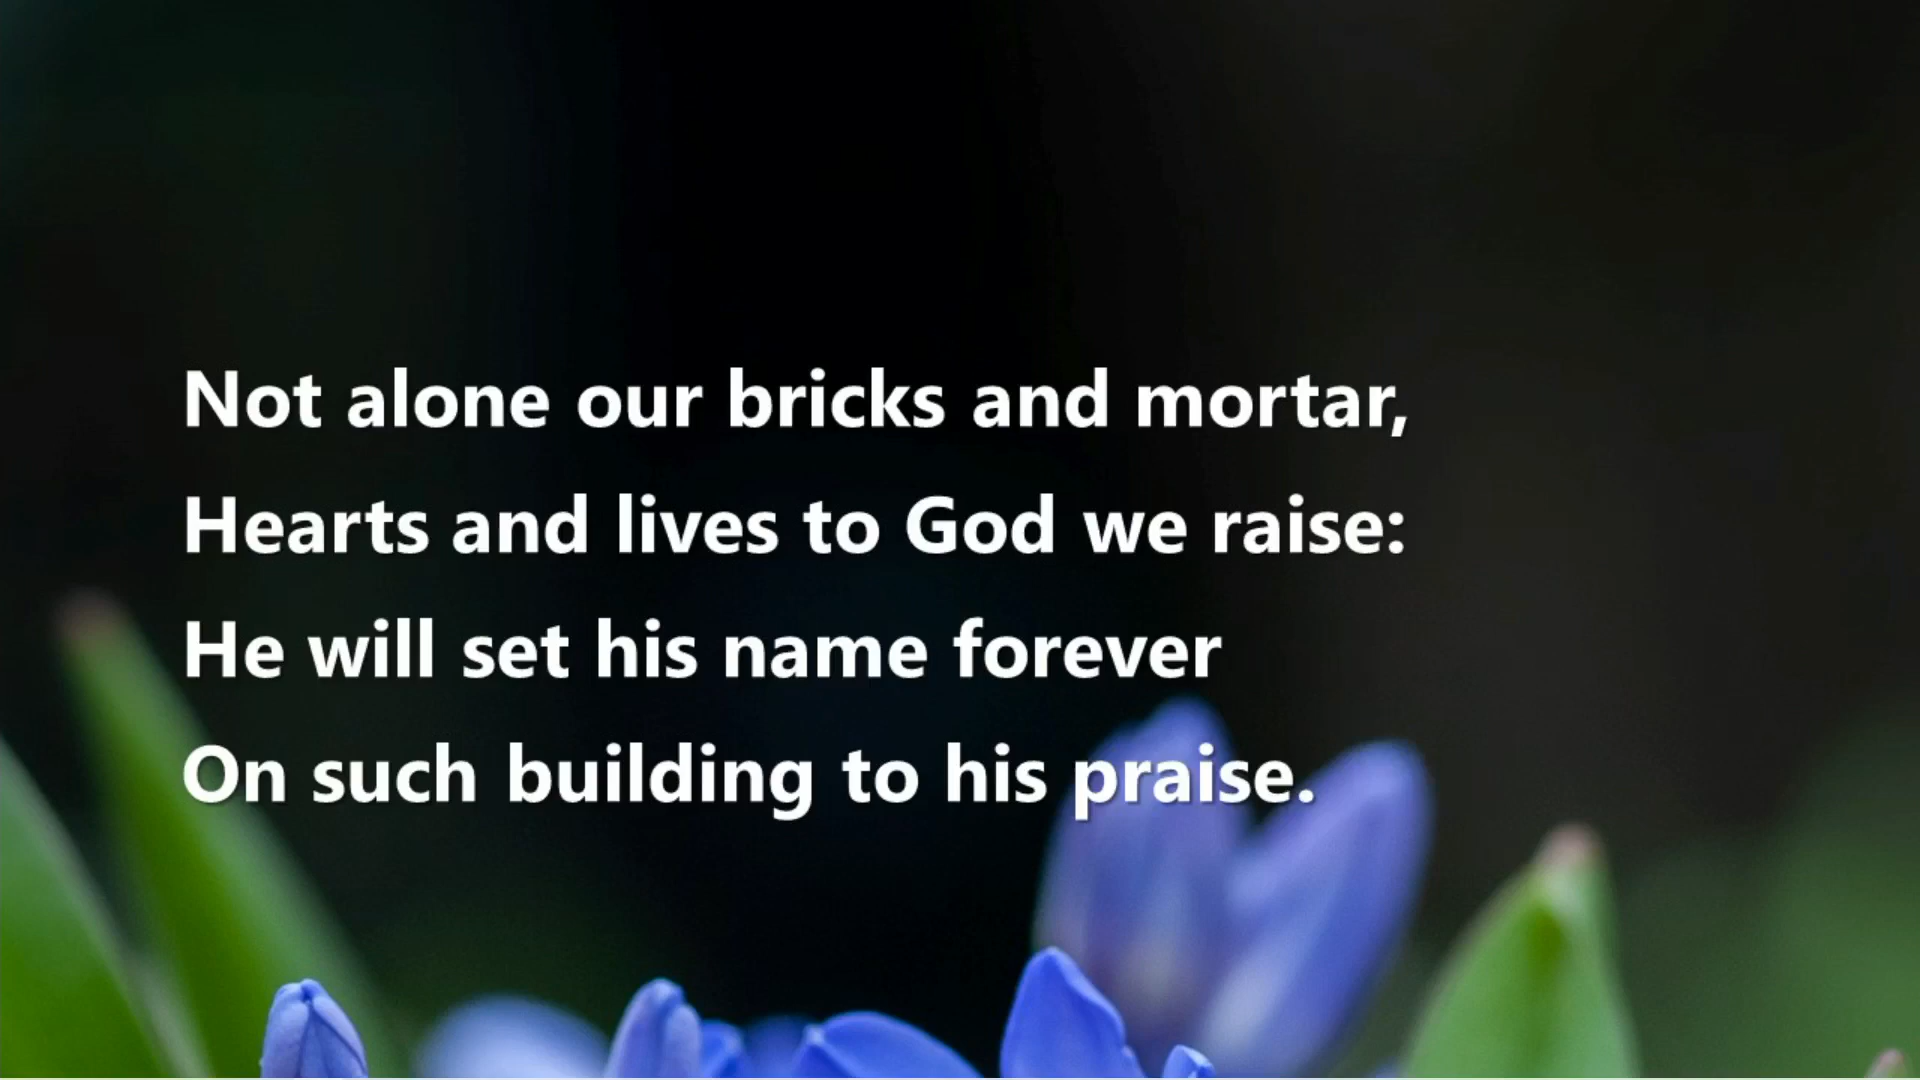 Not alone our bricks and mortar,
Hearts and lives to God we raise:
He will set his name forever
On such building to his praise.